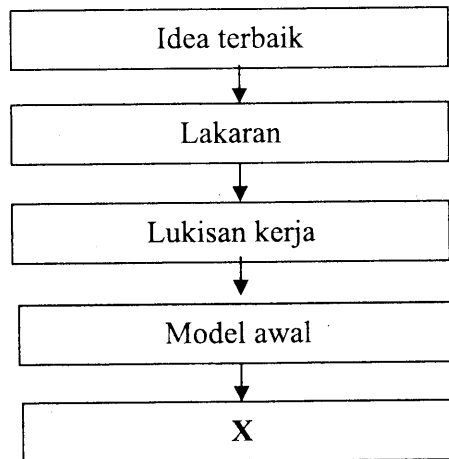 Idea terbaik
Lakaran
Lukisan kerja
Model awal
X